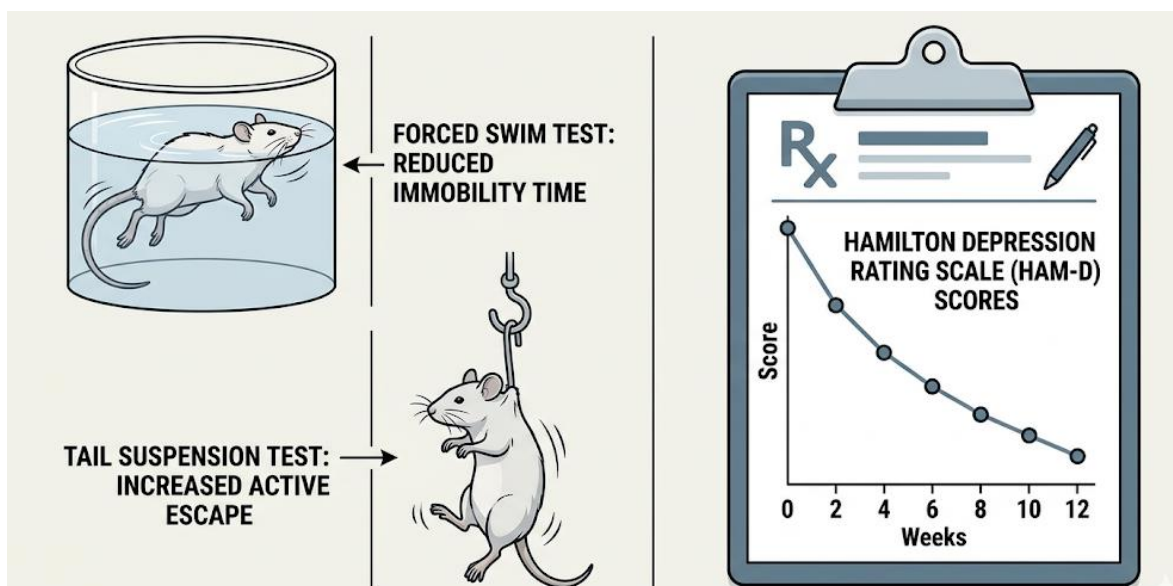 FORCED SWIM TEST:
REDUCED
IMMOBILITY TIME
TAIL SUSPENSION TEST:
INCREASED ACTIVE
ESCAPE
Rx
HAMILTON DEPRESSION
RATING SCALE (HAM-D)
SCORES
Score
0 2 4 6 8 10 12
Weeks